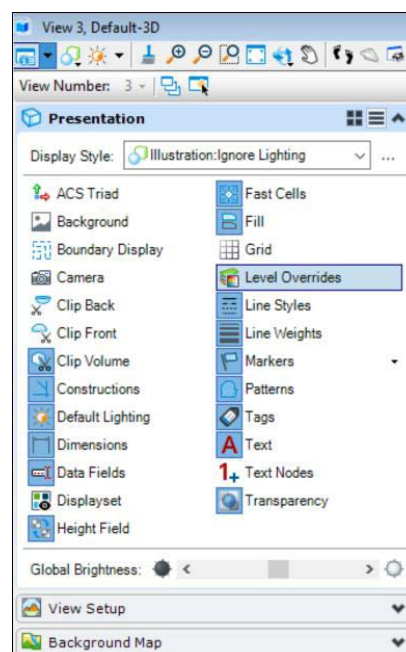 View 3, Default-3D
View Number: 3
Presentation
Display Style: Illustration:Ignore Lighting ...
ACS Triad Fast Cells
Background Fill
Boundary Display Grid
Camera Level Overrides
Clip Back Line Styles
Clip Front Line Weights
Clip Volume Markers
Constructions Patterns
Default Lighting Tags
Dimensions A Text
Data Fields 1+ Text Nodes
Displayset Transparency
Height Field
Global Brightness:
View Setup
Background Map